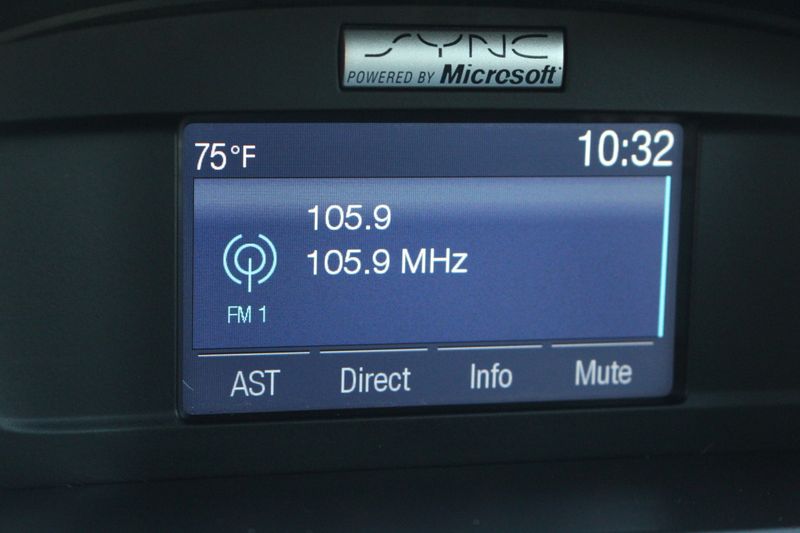 SYNC
POWERED BY Microsoft
75°F 10:32
105.9
105.9 MHz
FM 1
AST Direct Info Mute